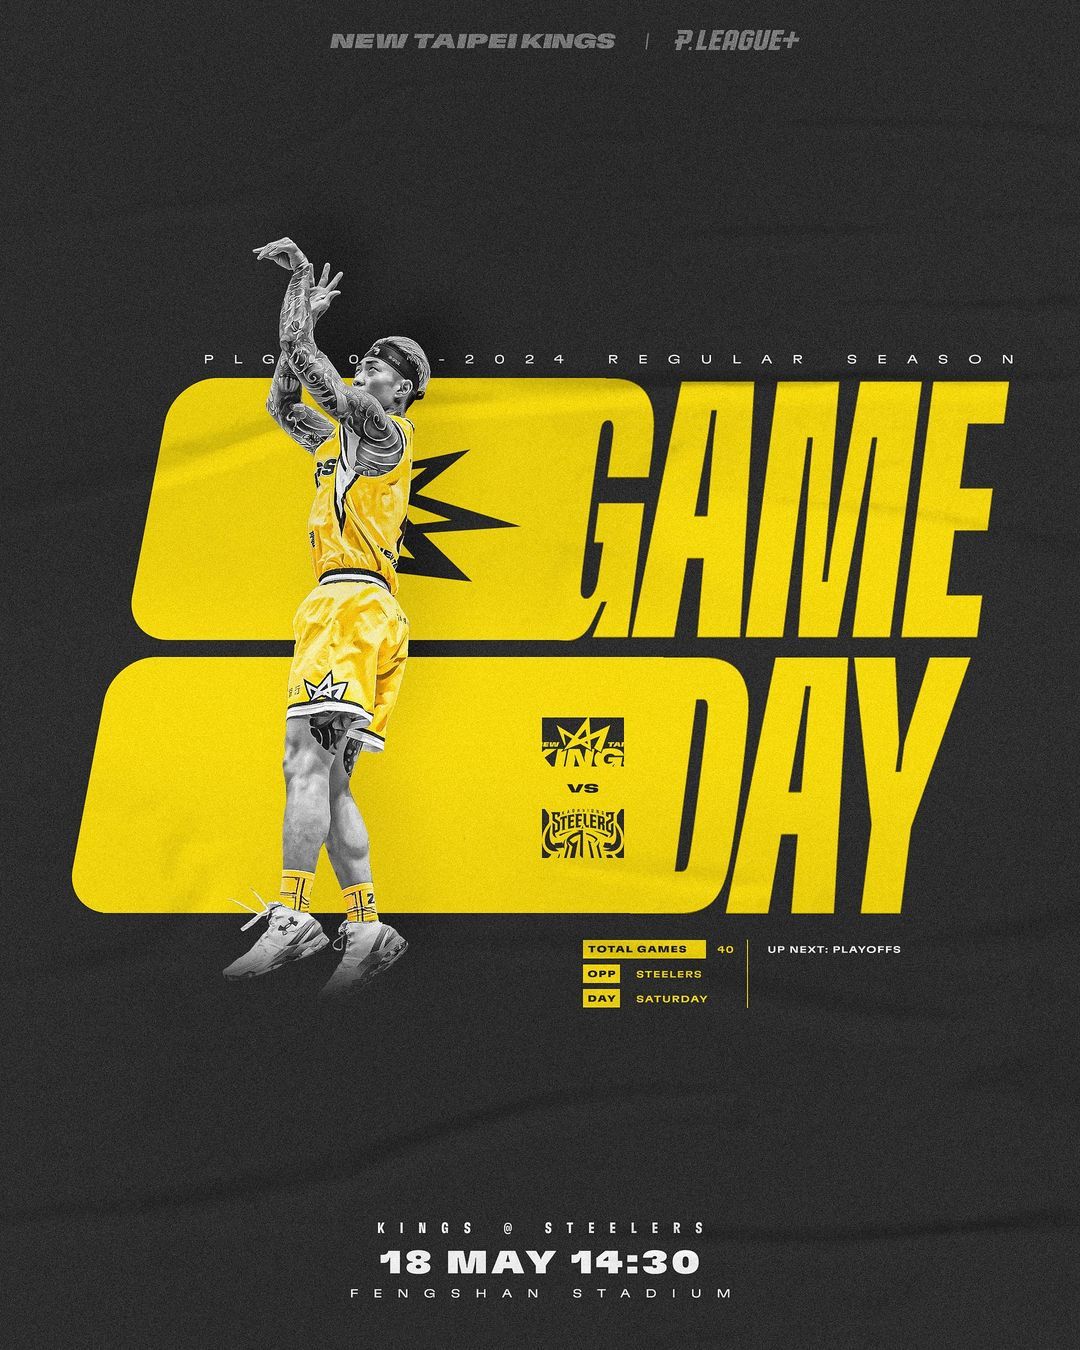 NEW TAIPEI KINGS | P.LEAGUE+
PLG 2024 REGULAR SEASON
GAME
DAY
KINGS
VS
STEELERS
TOTAL GAMES 40
OPP STEELERS
DAY SATURDAY
UP NEXT: PLAYOFFS
KINGS @ STEELERS
18 MAY 14:30
FENGSHAN STADIUM